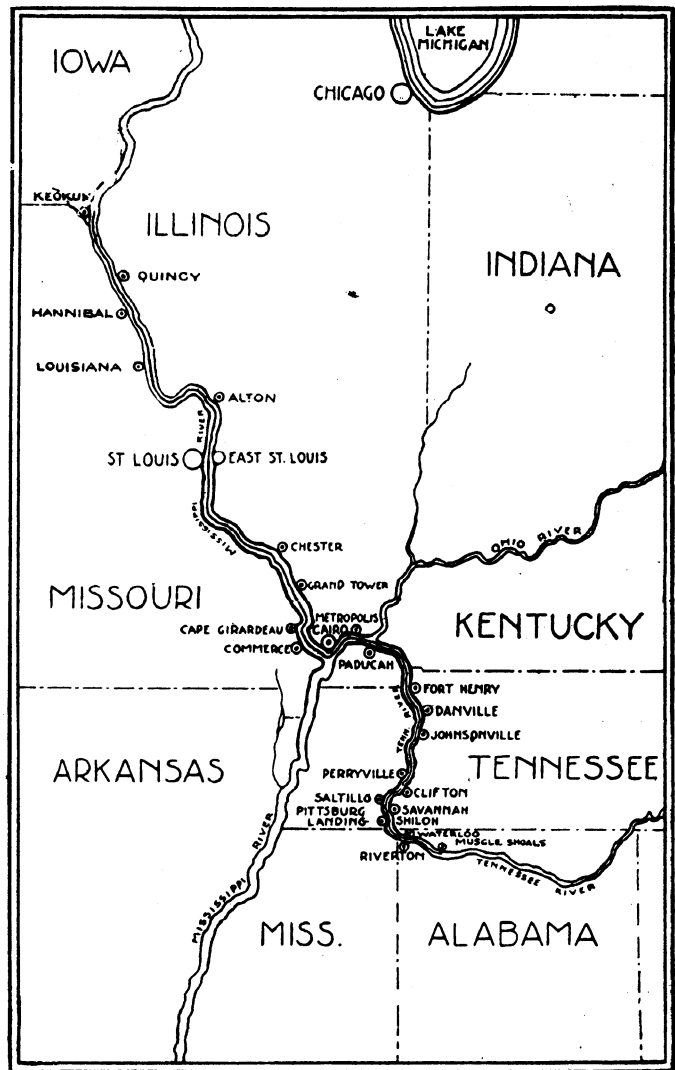 LAKE
MICHIGAN
IOWA
CHICAGO
KEOKUK
ILLINOIS
INDIANA
QUINCY
HANNIBAL
LOUISIANA
ALTON
RIVER
ST LOUIS
EAST ST. LOUIS
MISSISSIPPI
OHIO RIVER
CHESTER
GRAND TOWER
MISSOURI
METROPOLIS
CAPE GIRARDEAU
CAIRO
KENTUCKY
COMMERCE
PADUCAH
FORT HENRY
RIVER
DANVILLE
TENN.
JOHNSONVILLE
ARKANSAS
TENNESSEE
PERRYVILLE
CLIFTON
SALTILLO
PITTSBURG
LANDING
SAVANNAH
SHILOH
WATERLOO
MUSCLE SHOALS
RIVERTON
TENNESSEE RIVER
MISSISSIPPI RIVER
MISS.
ALABAMA